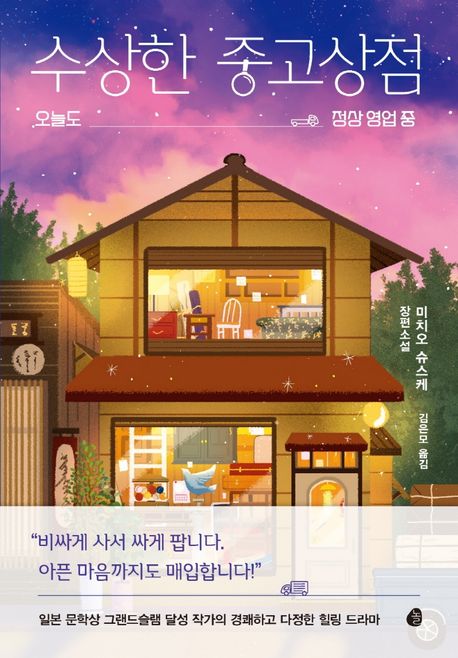 수상한 중고상점
오늘도 정상 영업 중
미치오 슈스케
장편소설
김은모 옮김
“비싸게 사서 싸게 팝니다.
아픈 마음까지도 매입합니다!”
일본 문학상 그랜드슬램 달성 작가의 경쾌하고 다정한 힐링 드라마
놀